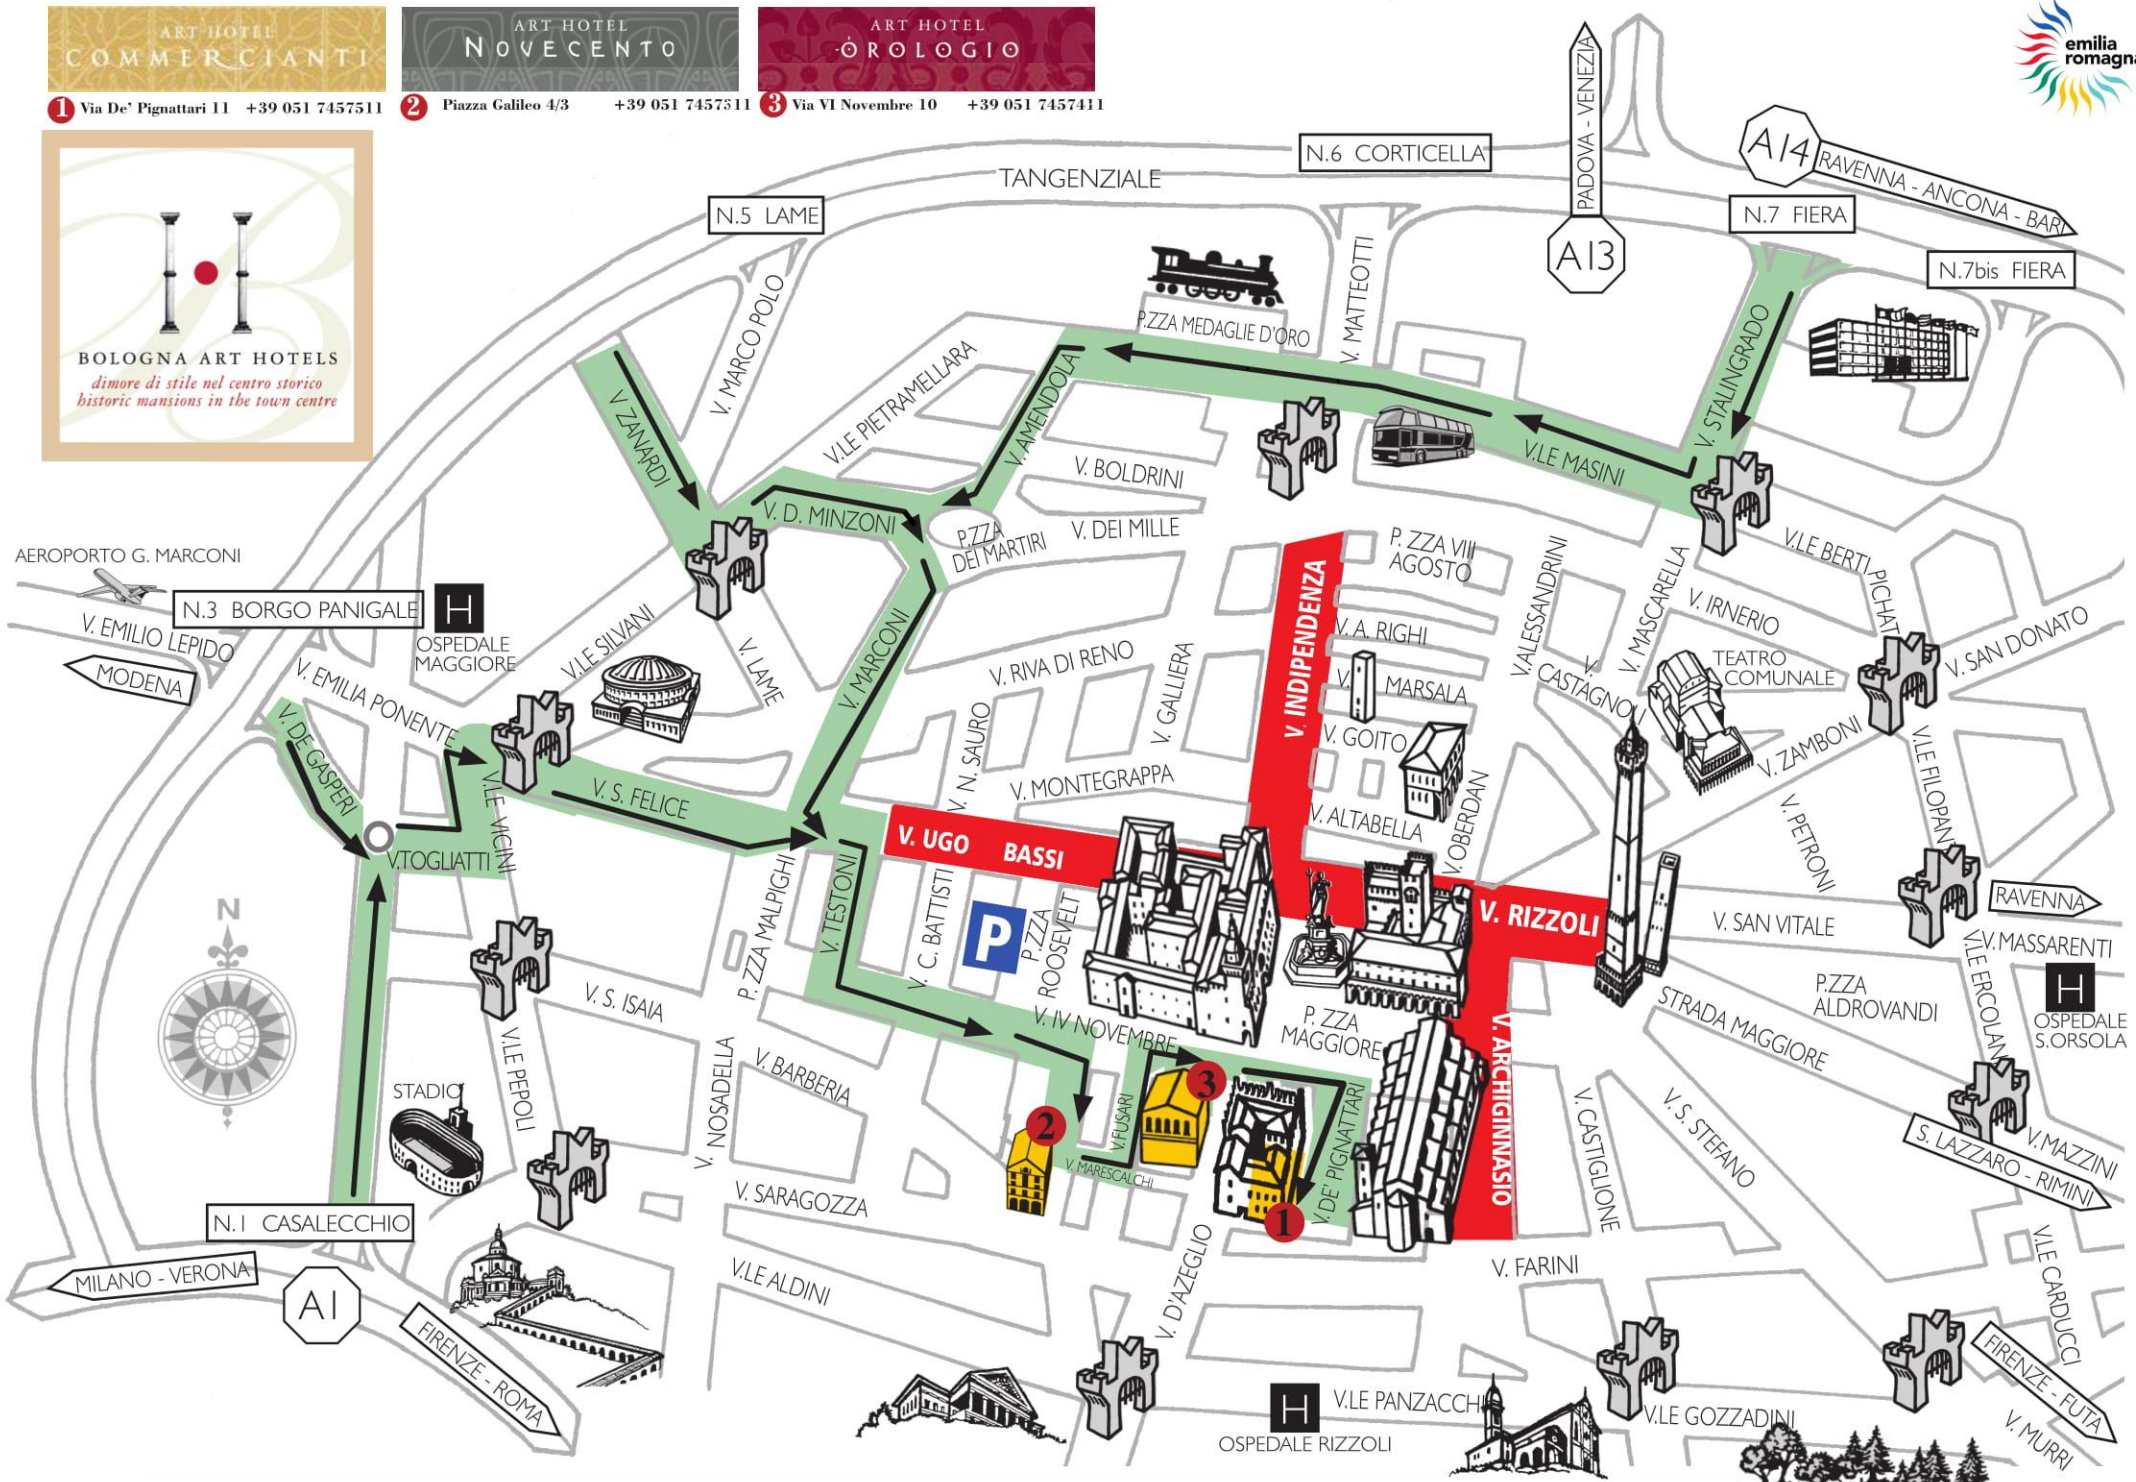 ART HOTEL
COMMERCIANTI
1 Via De' Pignattari 11 +39 051 7457511
ART HOTEL
NOVECENTO
2 Piazza Galileo 4/3 +39 051 7457311
ART HOTEL
OROLOGIO
3 Via VI Novembre 10 +39 051 7457411
emilia
romagna
BOLOGNA ART HOTELS
dimore di stile nel centro storico
historic mansions in the town centre
N.6 CORTICELLA
PADOVA - VENEZIA
A14
RAVENNA - ANCONA - BARI
TANGENZIALE
N.5 LAME
N.7 FIERA
A13
N.7bis FIERA
V. MATTEOTTI
V. MARCO POLO
P.ZZA MEDAGLIE D'ORO
V. STALINGRADO
V.LE PIETRAMELLARA
V. AMENDOLA
V ZANARDI
V. BOLDRINI
V.LE MASINI
V. D. MINZONI
P.ZZA
DEI MARTIRI
V. DEI MILLE
P. ZZA VIII
AGOSTO
V.LE BERTI PICHAT
AEROPORTO G. MARCONI
N.3 BORGO PANIGALE
H
OSPEDALE
MAGGIORE
V. EMILIO LEPIDO
MODENA
V. EMILIA PONENTE
V.LE SILVANI
V. LAME
V. MARCONI
V. RIVA DI RENO
V. GALLIERA
V. INDIPENDENZA
V. A. RIGHI
V. MARSALA
V. GOITO
V. ALTABELLA
V. OBERDAN
V.ALESSANDRINI
V. CASTAGNOLI
V. MASCARELLA
V. IRNERIO
TEATRO
COMUNALE
V. SAN DONATO
V. ZAMBONI
V.LE FILOPANTI
V. PETRONI
V. DE GASPERI
V.LE VICINI
V.TOGLIATTI
V. S. FELICE
V. N. SAURO
V. MONTEGRAPPA
V. UGO BASSI
V. RIZZOLI
P. ZZA MALPIGHI
V. TESTONI
V. C. BATTISTI
P
P.ZZA
ROOSEVELT
V. SAN VITALE
RAVENNA
V. MASSARENTI
V.LE ERCOLANI
H
OSPEDALE
S.ORSOLA
P.ZZA
ALDROVANDI
STRADA MAGGIORE
N
V. S. ISAIA
V.LE PEPOLI
V. IV NOVEMBRE
P. ZZA
MAGGIORE
V. ARCHIGINNASIO
STADIO
V. NOSADELLA
V. BARBERIA
2
3
1
V.FUSARI
V. MARESCALCHI
V.DE' PIGNATTARI
V. CASTIGLIONE
V. S. STEFANO
V. MAZZINI
S. LAZZARO - RIMINI
N.1 CASALECCHIO
V. SARAGOZZA
V.LE ALDINI
V. D'AZEGLIO
V. FARINI
V.LE CARDUCCI
MILANO - VERONA
A1
FIRENZE - ROMA
H
OSPEDALE RIZZOLI
V.LE PANZACCHI
V.LE GOZZADINI
FIRENZE - FUTA
V. MURRI